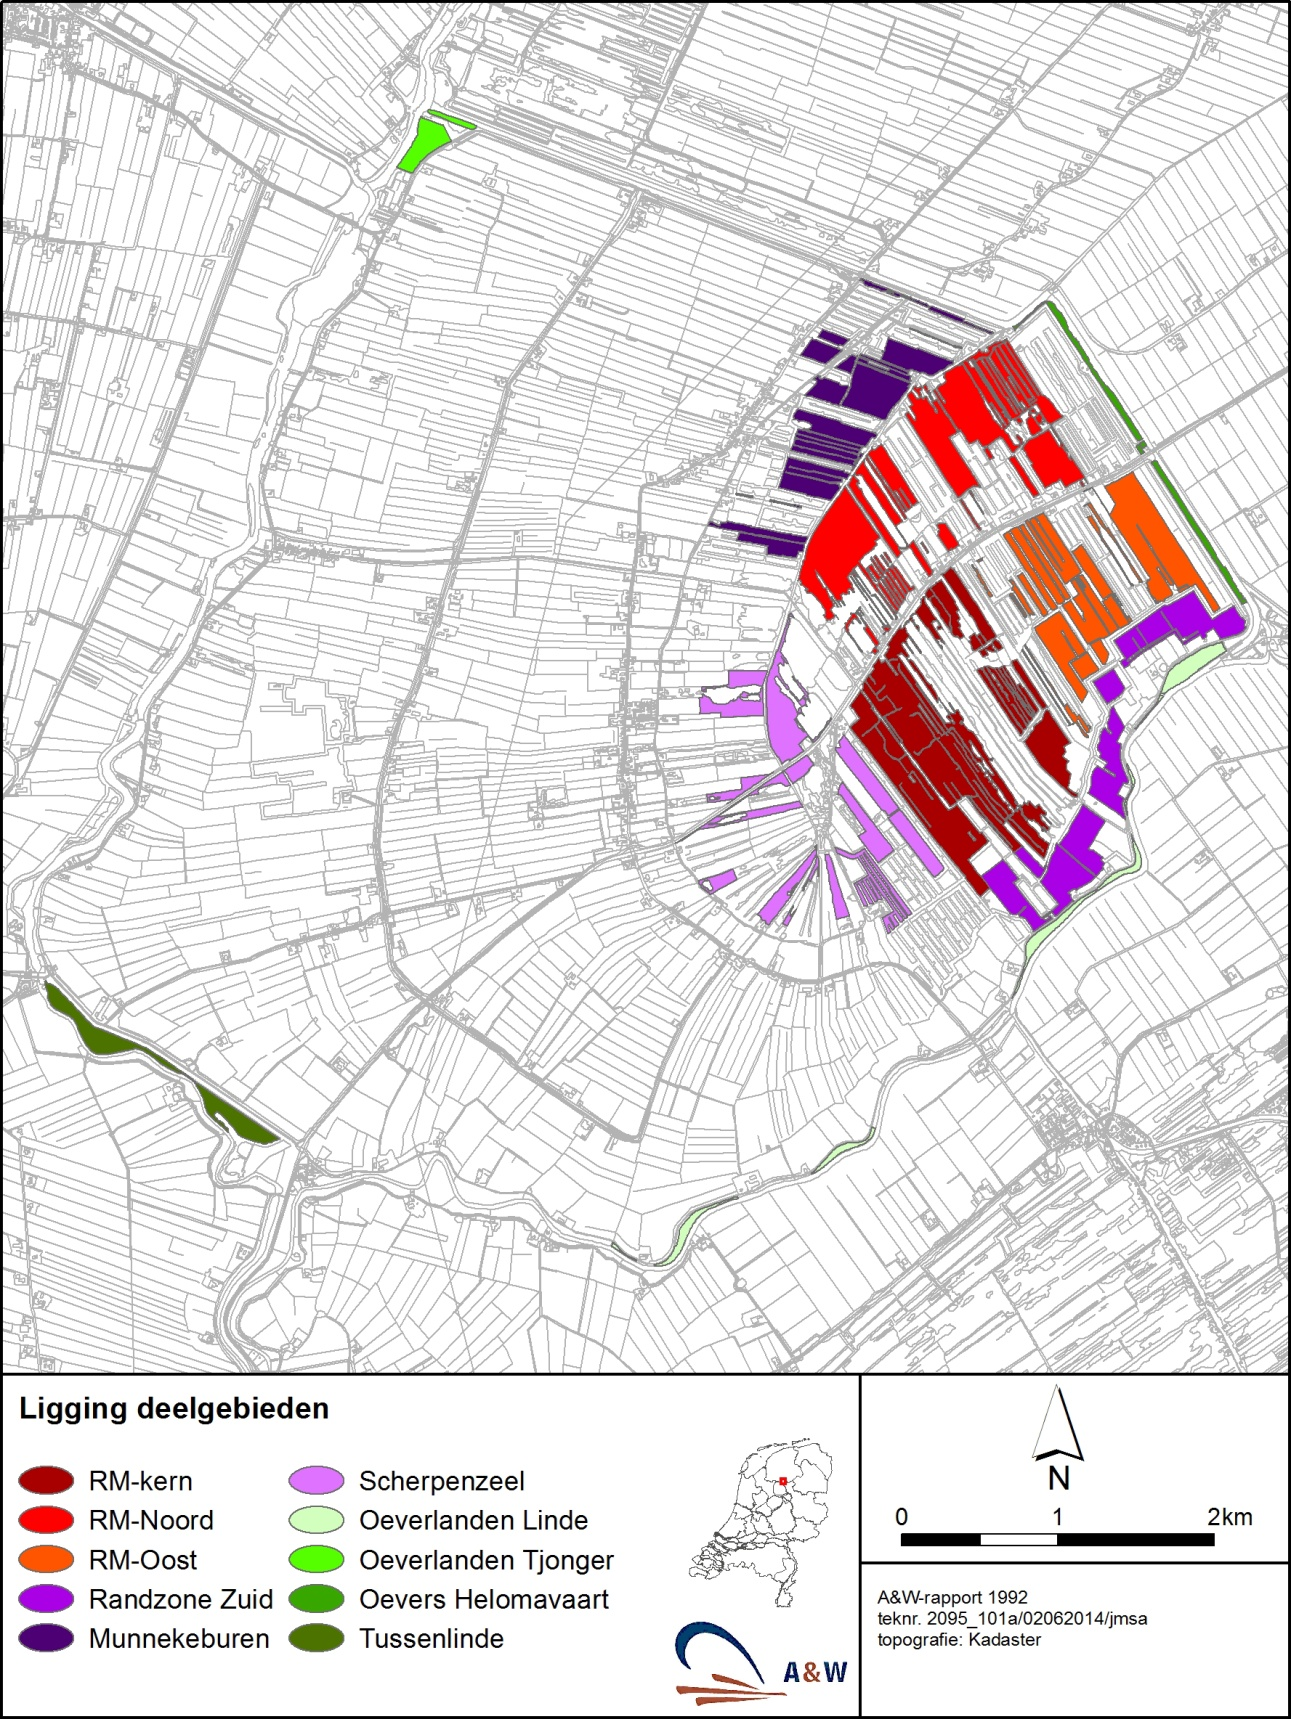 Ligging deelgebieden
RM-kern
RM-Noord
RM-Oost
Randzone Zuid
Munnekeburen
Scherpenzeel
Oeverlanden Linde
Oeverlanden Tjonger
Oevers Helomavaart
Tussenlinde
A&W
N
0 1 2km
A&W-rapport 1992
teknr. 2095_101a/02062014/jmsa
topografie: Kadaster